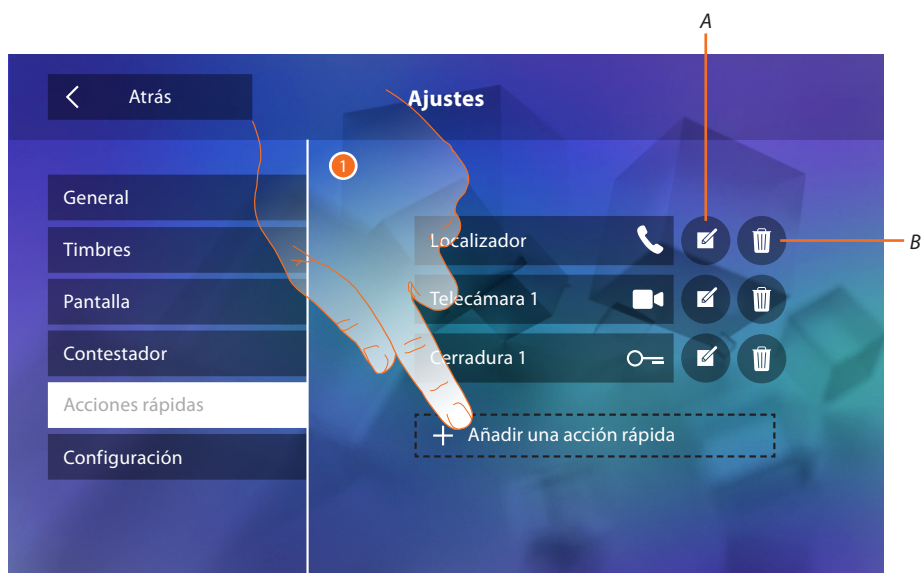 A
Atrás
Ajustes
1
General
Timbres
Pantalla
Contestador
Acciones rápidas
Configuración
Localizador
B
Telecámara 1
Cerradura 1
+ Añadir una acción rápida